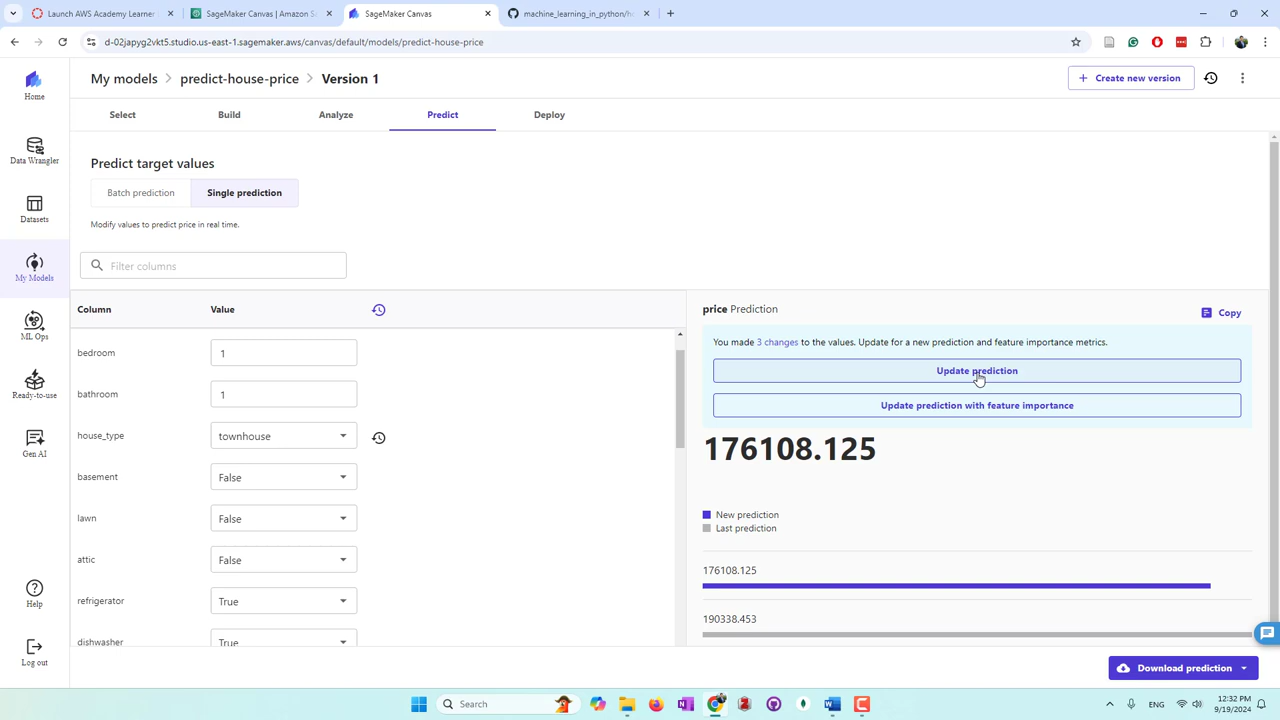 Launch AWS Academy Learner
SageMaker Canvas | Amazon S
SageMaker Canvas
machine_learning_in_python/ho
d-02japyg2vkt5.studio.us-east-1.sagemaker.aws/canvas/default/models/predict-house-price
Home
Data Wrangler
Datasets
My Models
ML Ops
Ready-to-use
Gen AI
Help
Log out
My models > predict-house-price > Version 1
Create new version
Select Build Analyze Predict Deploy
Predict target values
Batch prediction Single prediction
Modify values to predict price in real time.
Filter columns
Column Value
bedroom 1
bathroom 1
house_type townhouse
basement False
lawn False
attic False
refrigerator True
dishwasher True
price Prediction
Copy
You made 3 changes to the values. Update for a new prediction and feature importance metrics.
Update prediction
Update prediction with feature importance
176108.125
New prediction
Last prediction
176108.125
190338.453
Download prediction
Search
ENG
12:32 PM
9/19/2024